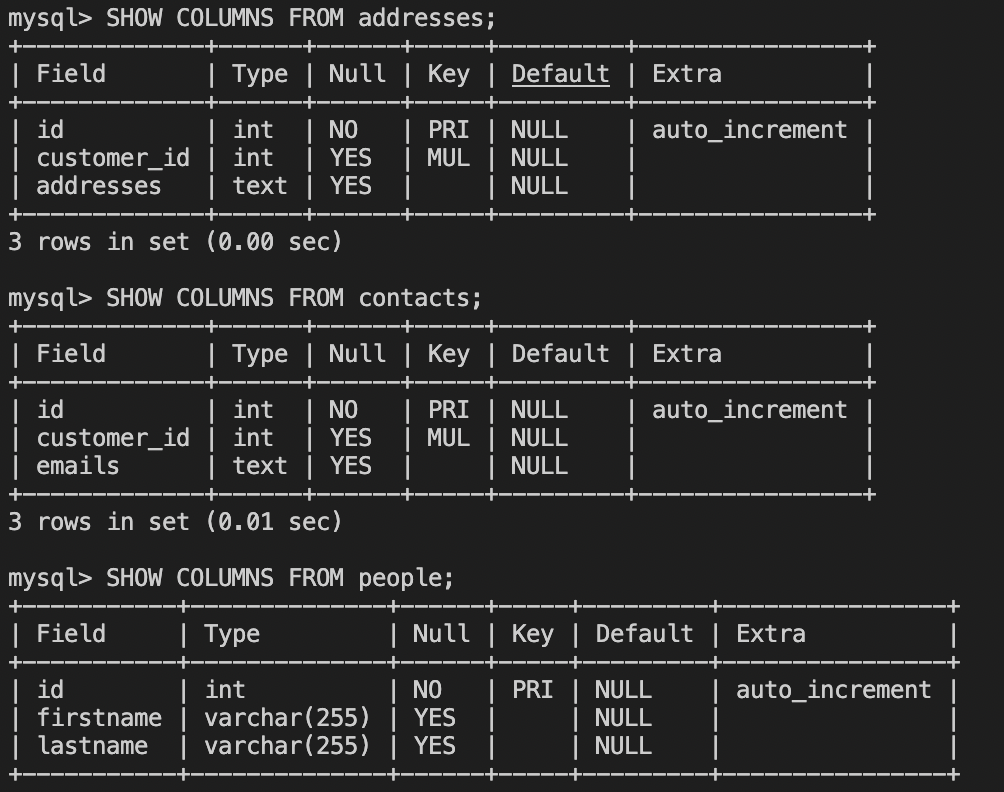 mysql> SHOW COLUMNS FROM addresses;
+-------------+------+------+-----+---------+----------------+
| Field       | Type | Null | Key | Default | Extra          |
+-------------+------+------+-----+---------+----------------+
| id          | int  | NO   | PRI | NULL    | auto_increment |
| customer_id | int  | YES  | MUL | NULL    |                |
| addresses   | text | YES  |     | NULL    |                |
+-------------+------+------+-----+---------+----------------+
3 rows in set (0.00 sec)

mysql> SHOW COLUMNS FROM contacts;
+-------------+------+------+-----+---------+----------------+
| Field       | Type | Null | Key | Default | Extra          |
+-------------+------+------+-----+---------+----------------+
| id          | int  | NO   | PRI | NULL    | auto_increment |
| customer_id | int  | YES  | MUL | NULL    |                |
| emails      | text | YES  |     | NULL    |                |
+-------------+------+------+-----+---------+----------------+
3 rows in set (0.01 sec)

mysql> SHOW COLUMNS FROM people;
+-----------+--------------+------+-----+---------+----------------+
| Field     | Type         | Null | Key | Default | Extra          |
+-----------+--------------+------+-----+---------+----------------+
| id        | int          | NO   | PRI | NULL    | auto_increment |
| firstname | varchar(255) | YES  |     | NULL    |                |
| lastname  | varchar(255) | YES  |     | NULL    |                |
+-----------+--------------+------+-----+---------+----------------+